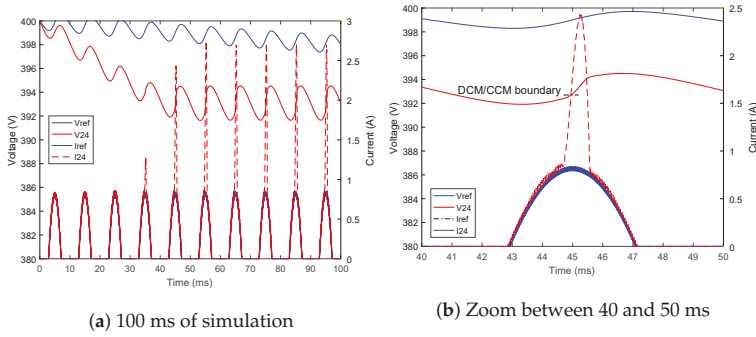 400
398
396
394
392
390
388
386
384
382
380
Voltage (V)
3
2.5
2
1.5
1
0.5
0
Current (A)
Vref
V24
Iref
I24
0 10 20 30 40 50 60 70 80 90 100
Time (ms)
(a) 100 ms of simulation
400
398
396
394
392
390
388
386
384
382
380
Voltage (V)
2.5
2
1.5
1
0.5
0
Current (A)
DCM/CCM boundary
Vref
V24
Iref
I24
40 41 42 43 44 45 46 47 48 49 50
Time (ms)
(b) Zoom between 40 and 50 ms